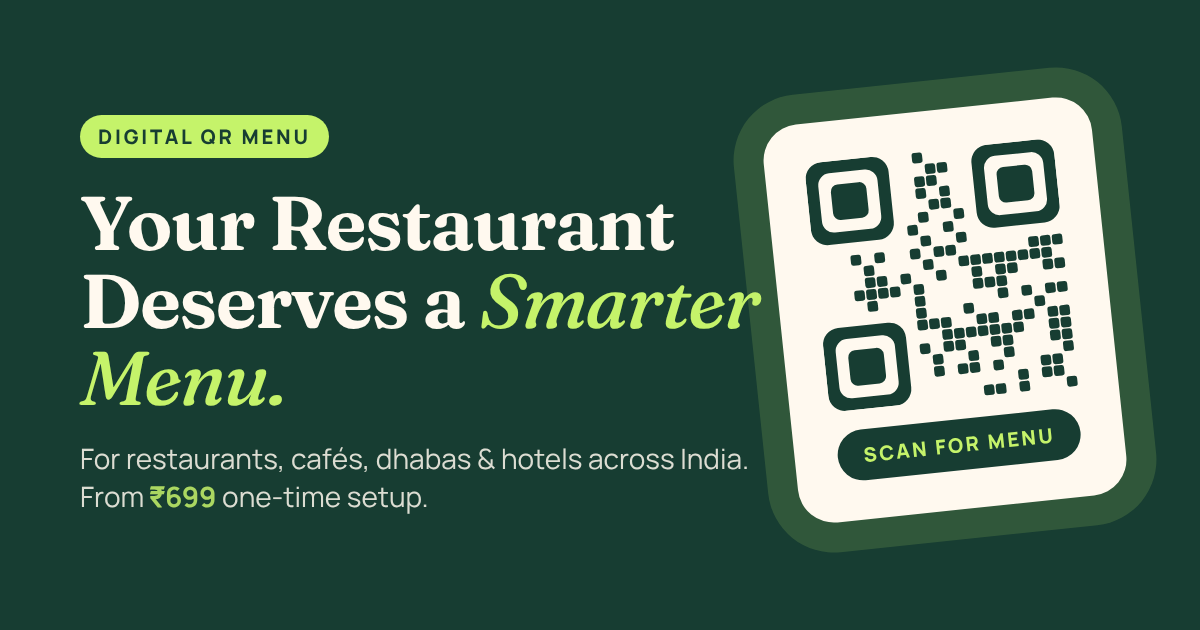 DIGITAL QR MENU
Your Restaurant
Deserves a Smarter
Menu.
For restaurants, cafés, dhabas & hotels across India.
From ₹699 one-time setup.
SCAN FOR MENU